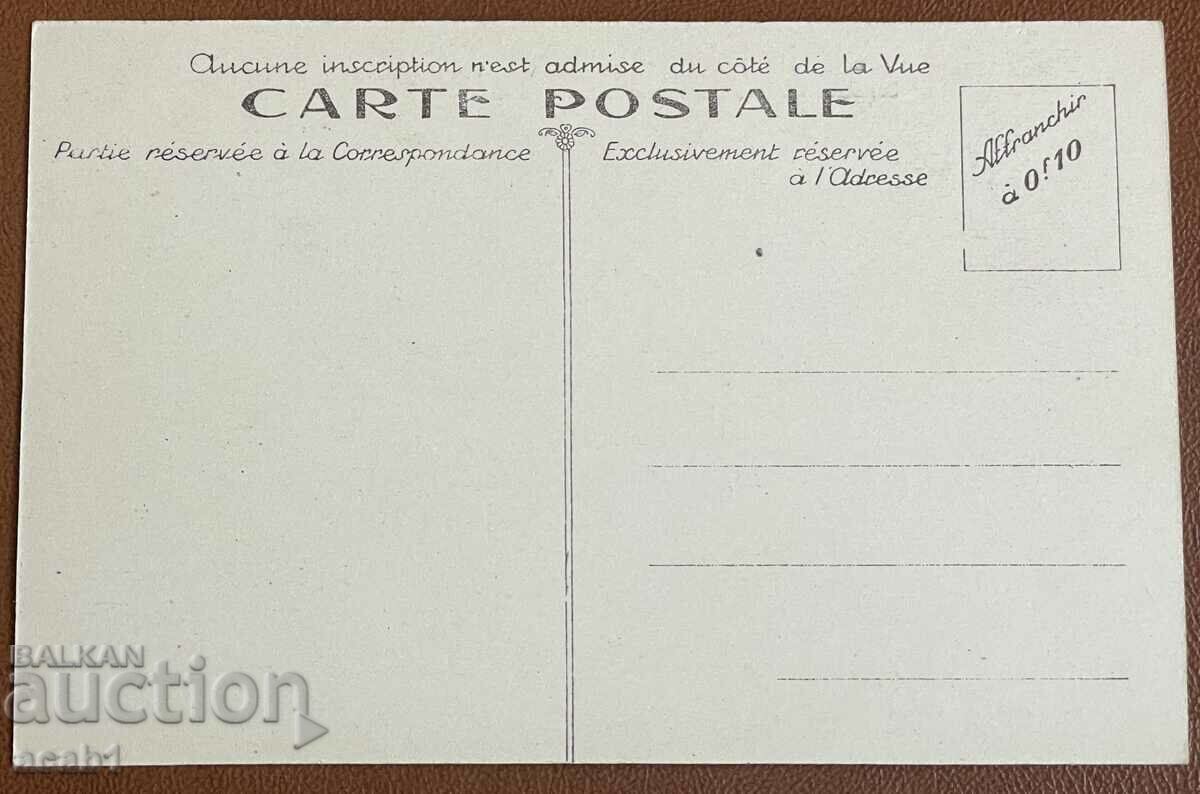 Aucune inscription n'est admise du côté de la Vue
CARTE POSTALE
Partie réservée à la Correspondance
Exclusivement réservée
à l'Adresse
Affranchir
à 0f10
BALKAN
auction
acab1